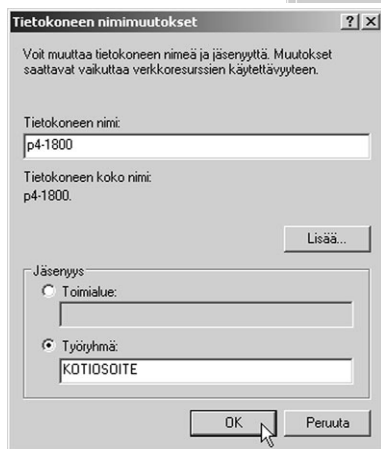 Tietokoneen nimimuutokset
Voit muuttaa tietokoneen nimeä ja jäsenyyttä. Muutokset
saattavat vaikuttaa verkkoresurssien käytettävyyteen.
Tietokoneen nimi:
p4-1800
Tietokoneen koko nimi:
p4-1800.
Lisää...
Jäsenyys
Toimialue:
Työryhmä:
KOTIOSOITE
OK Peruuta